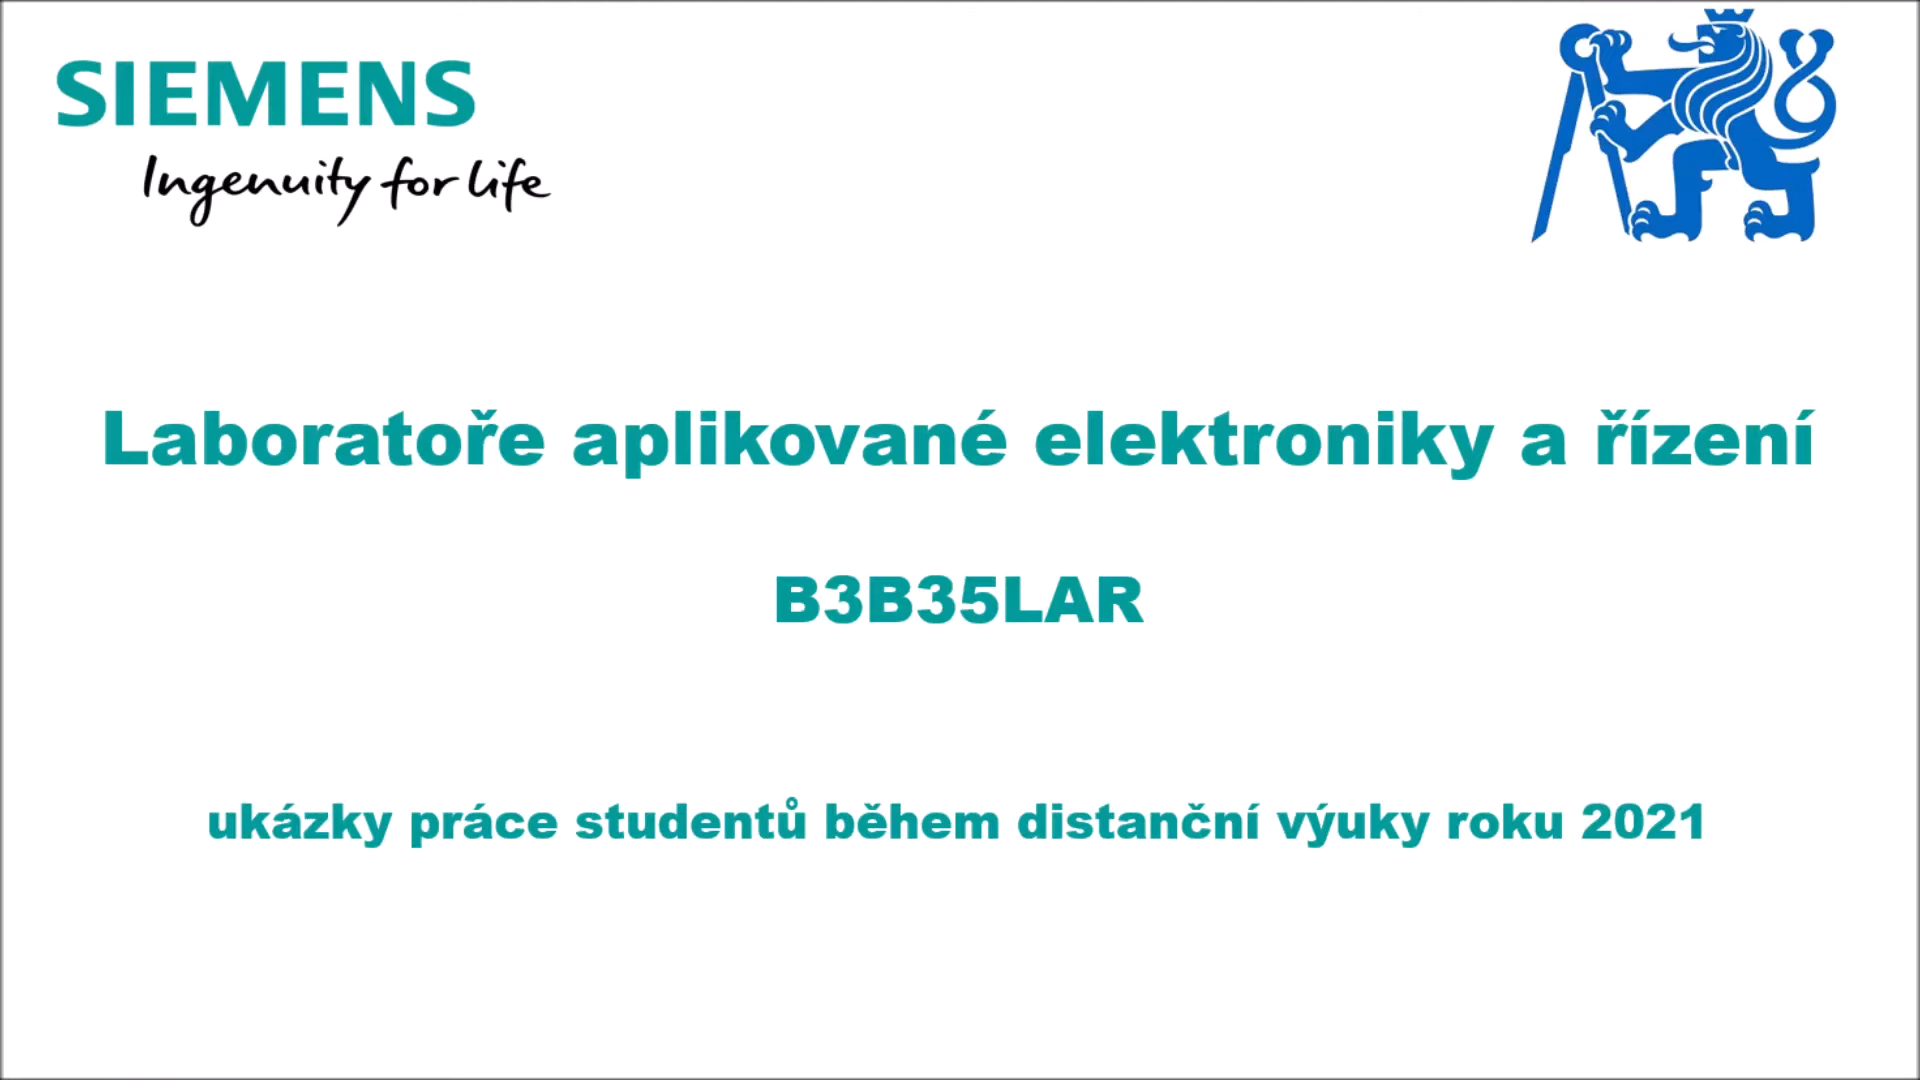 SIEMENS
Ingenuity for life
Laboratoře aplikované elektroniky a řízení
B3B35LAR
ukázky práce studentů během distanční výuky roku 2021